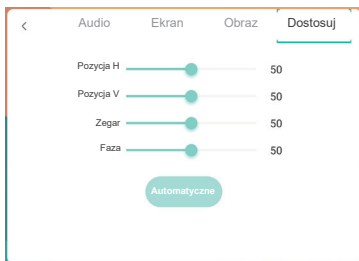 Audio Ekran Obraz Dostosuj
Pozycja H 50
Pozycja V 50
Zegar 50
Faza 50
Automatyczne